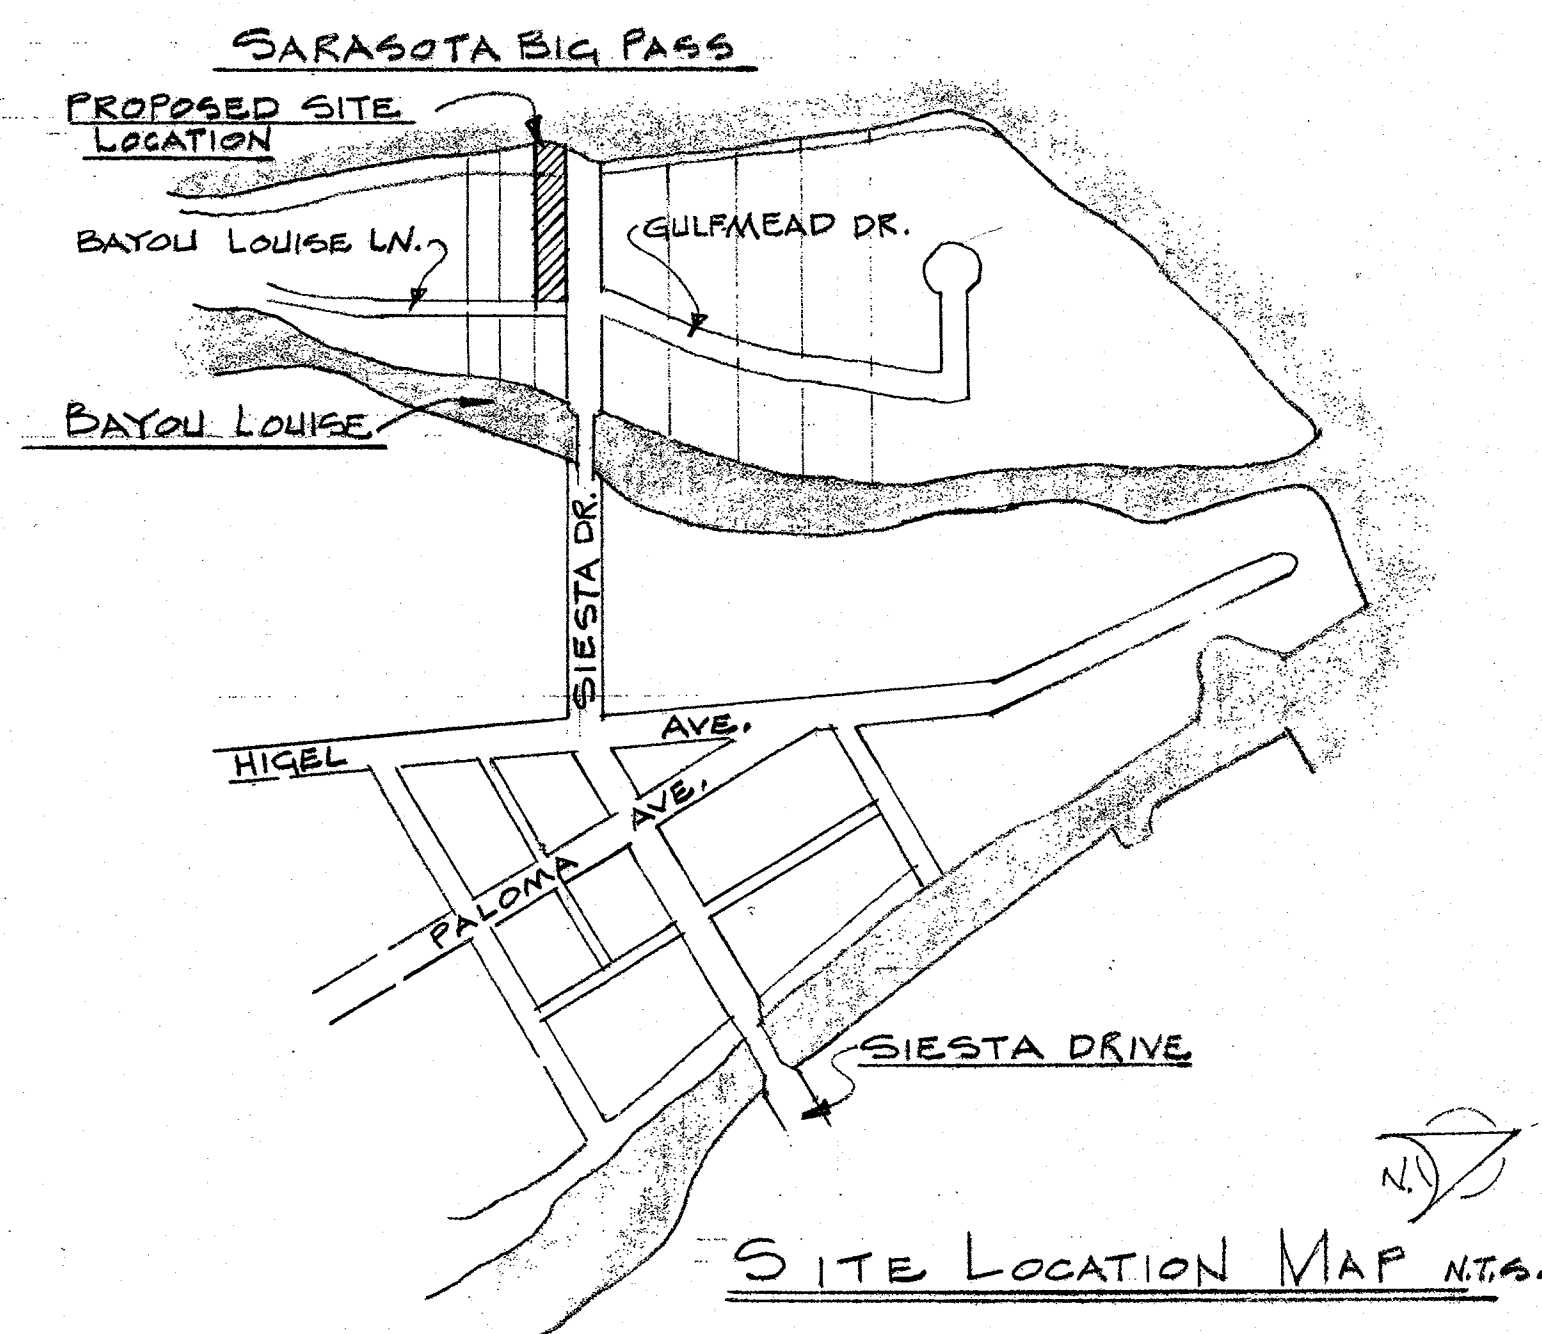 SARASOTA BIG PASS
PROPOSED SITE
LOCATION
BAYOU LOUISE LN.
GULFMEAD DR.
BAYOU LOUISE
SIESTA DR.
HIGEL AVE.
PALOMA AVE.
SIESTA DRIVE
N.
SITE LOCATION MAP N.T.S.